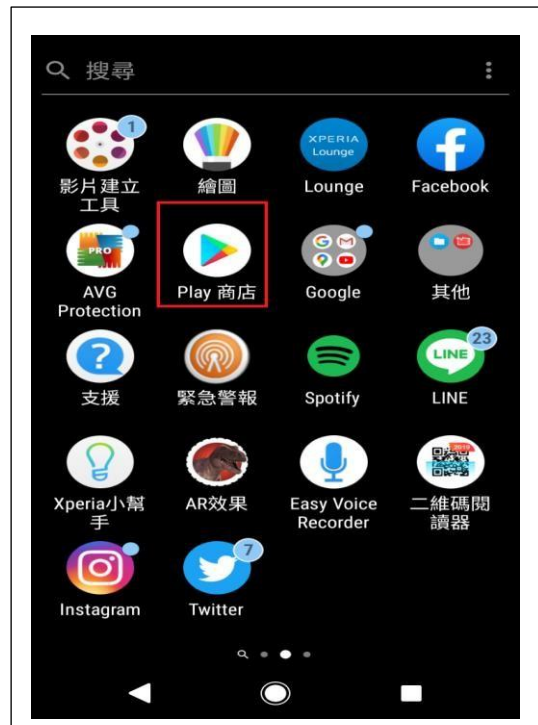 搜尋
1
影片建立
工具
繪圖
XPERIA
Lounge
Lounge
Facebook
PRO
AVG
Protection
Play 商店
Google
其他
支援
緊急警報
Spotify
23
LINE
LINE
Xperia小幫
手
AR效果
Easy Voice
Recorder
2019
二維碼閱
讀器
Instagram
7
Twitter